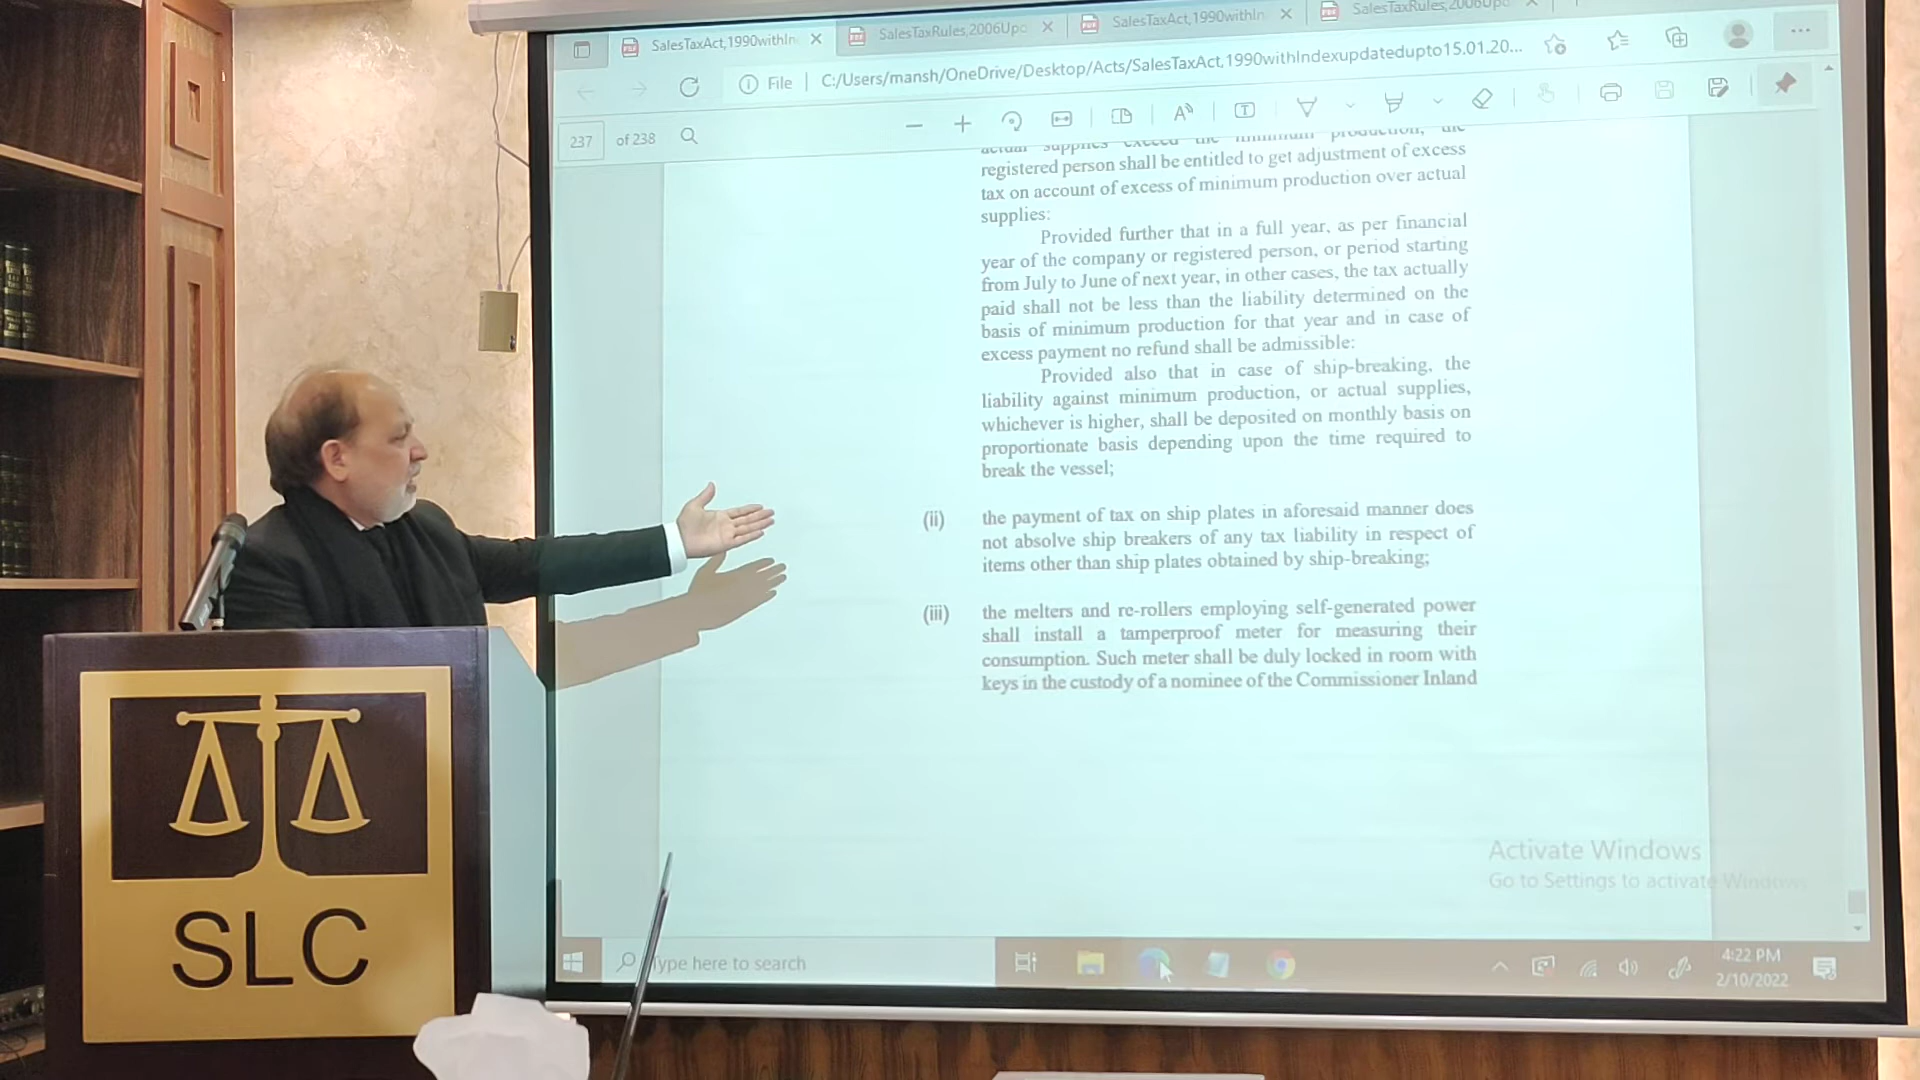 SalesTaxAct,1990withIn
SalesTaxRules,2006Upo
SalesTaxAct,1990withIn
SalesTaxRules,2006Upo
File
C:/Users/mansh/OneDrive/Desktop/Acts/SalesTaxAct,1990withIndexupdatedupto15.01.20...
237 of 238
actual supplies exceed the minimum production, the
registered person shall be entitled to get adjustment of excess
tax on account of excess of minimum production over actual
supplies:
Provided further that in a full year, as per financial
year of the company or registered person, or period starting
from July to June of next year, in other cases, the tax actually
paid shall not be less than the liability determined on the
basis of minimum production for that year and in case of
excess payment no refund shall be admissible:
Provided also that in case of ship-breaking, the
liability against minimum production, or actual supplies,
whichever is higher, shall be deposited on monthly basis on
proportionate basis depending upon the time required to
break the vessel;
(ii) the payment of tax on ship plates in aforesaid manner does
not absolve ship breakers of any tax liability in respect of
items other than ship plates obtained by ship-breaking;
(iii) the melters and re-rollers employing self-generated power
shall install a tamperproof meter for measuring their
consumption. Such meter shall be duly locked in room with
keys in the custody of a nominee of the Commissioner Inland
Activate Windows
Go to Settings to activate Windows.
Type here to search
4:22 PM
2/10/2022
SLC